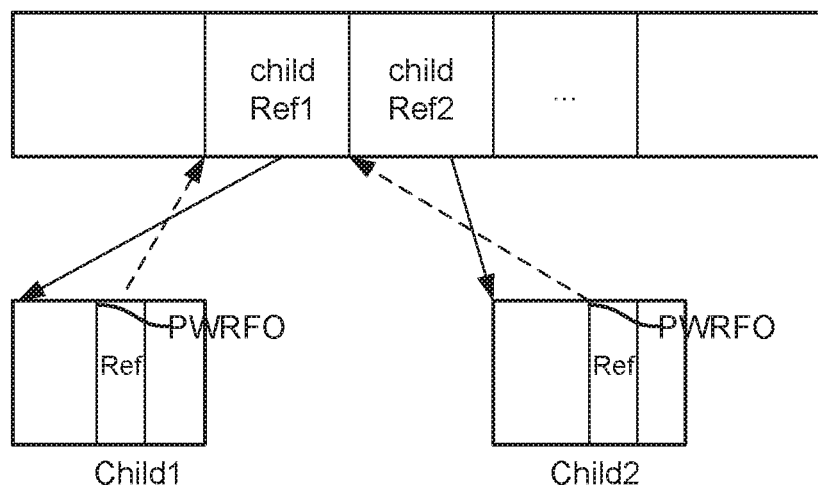 child
Ref1
child
Ref2
...
PWRFO
Ref
PWRFO
Ref
Child1
Child2